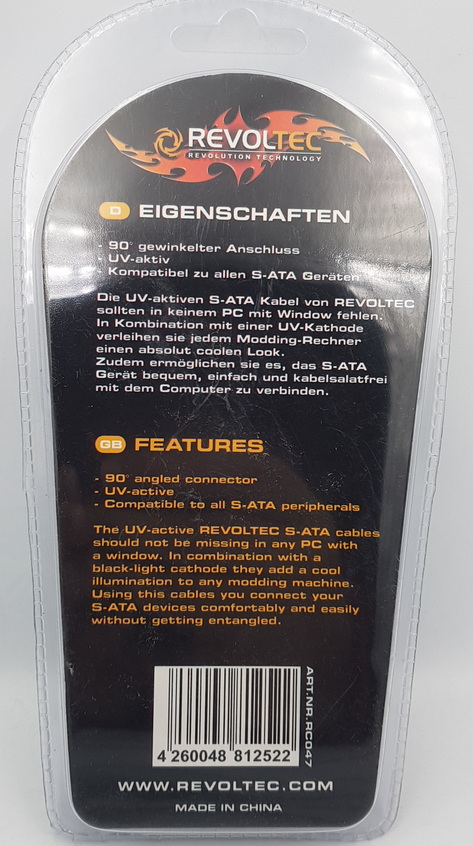 REVOLTEC
REVOLUTION TECHNOLOGY
D EIGENSCHAFTEN
- 90° gewinkelter Anschluss
- UV-aktiv
- Kompatibel zu allen S-ATA Geräten
Die UV-aktiven S-ATA Kabel von REVOLTEC
sollten in keinem PC mit Window fehlen.
In Kombination mit einer UV-Kathode
verleihen sie jedem Modding-Rechner
einen absolut coolen Look.
Zudem ermöglichen sie es, das S-ATA
Gerät bequem, einfach und kabelsalatfrei
mit dem Computer zu verbinden.
GB FEATURES
- 90° angled connector
- UV-active
- Compatible to all S-ATA peripherals
The UV-active REVOLTEC S-ATA cables
should not be missing in any PC with
a window. In combination with a
black-light cathode they add a cool
illumination to any modding machine.
Using this cables you connect your
S-ATA devices comfortably and easily
without getting entangled.
4 260048 812522
ART.NR.RC047
WWW.REVOLTEC.COM
MADE IN CHINA